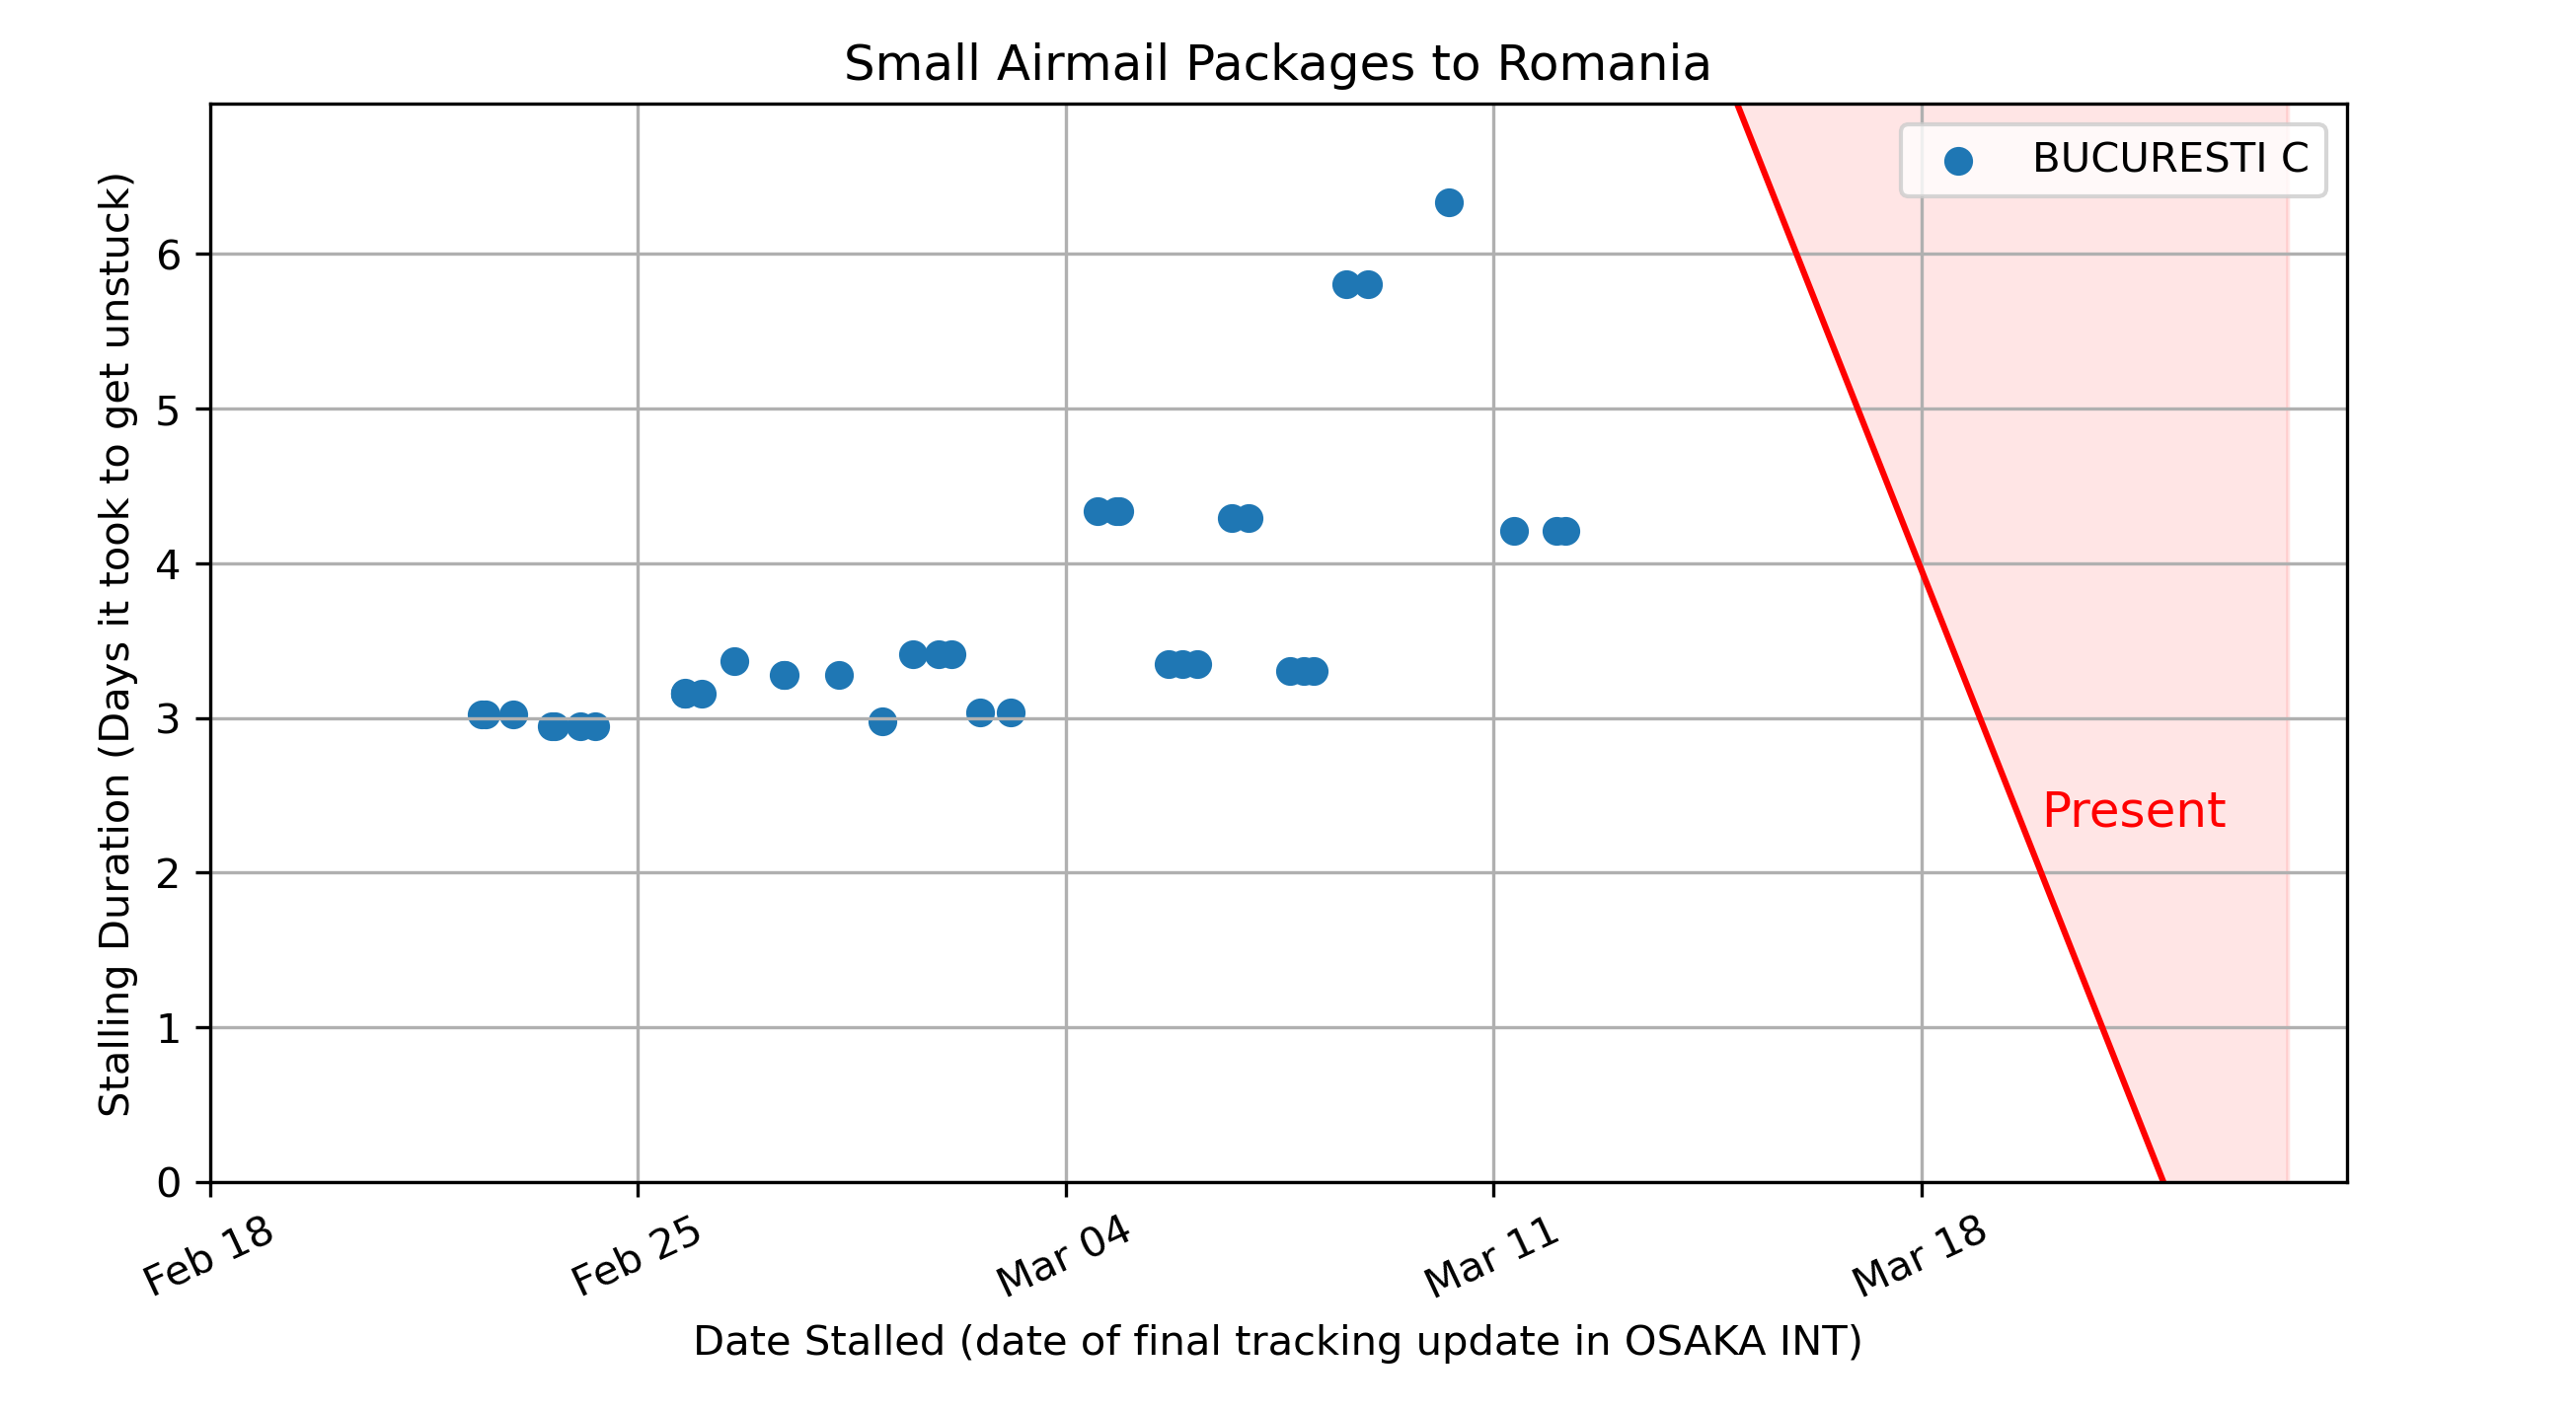 Small Airmail Packages to Romania
BUCURESTI C
Stalling Duration (Days it took to get unstuck)
6
5
4
3
2
1
0
Present
Feb 18
Feb 25
Mar 04
Mar 11
Mar 18
Date Stalled (date of final tracking update in OSAKA INT)